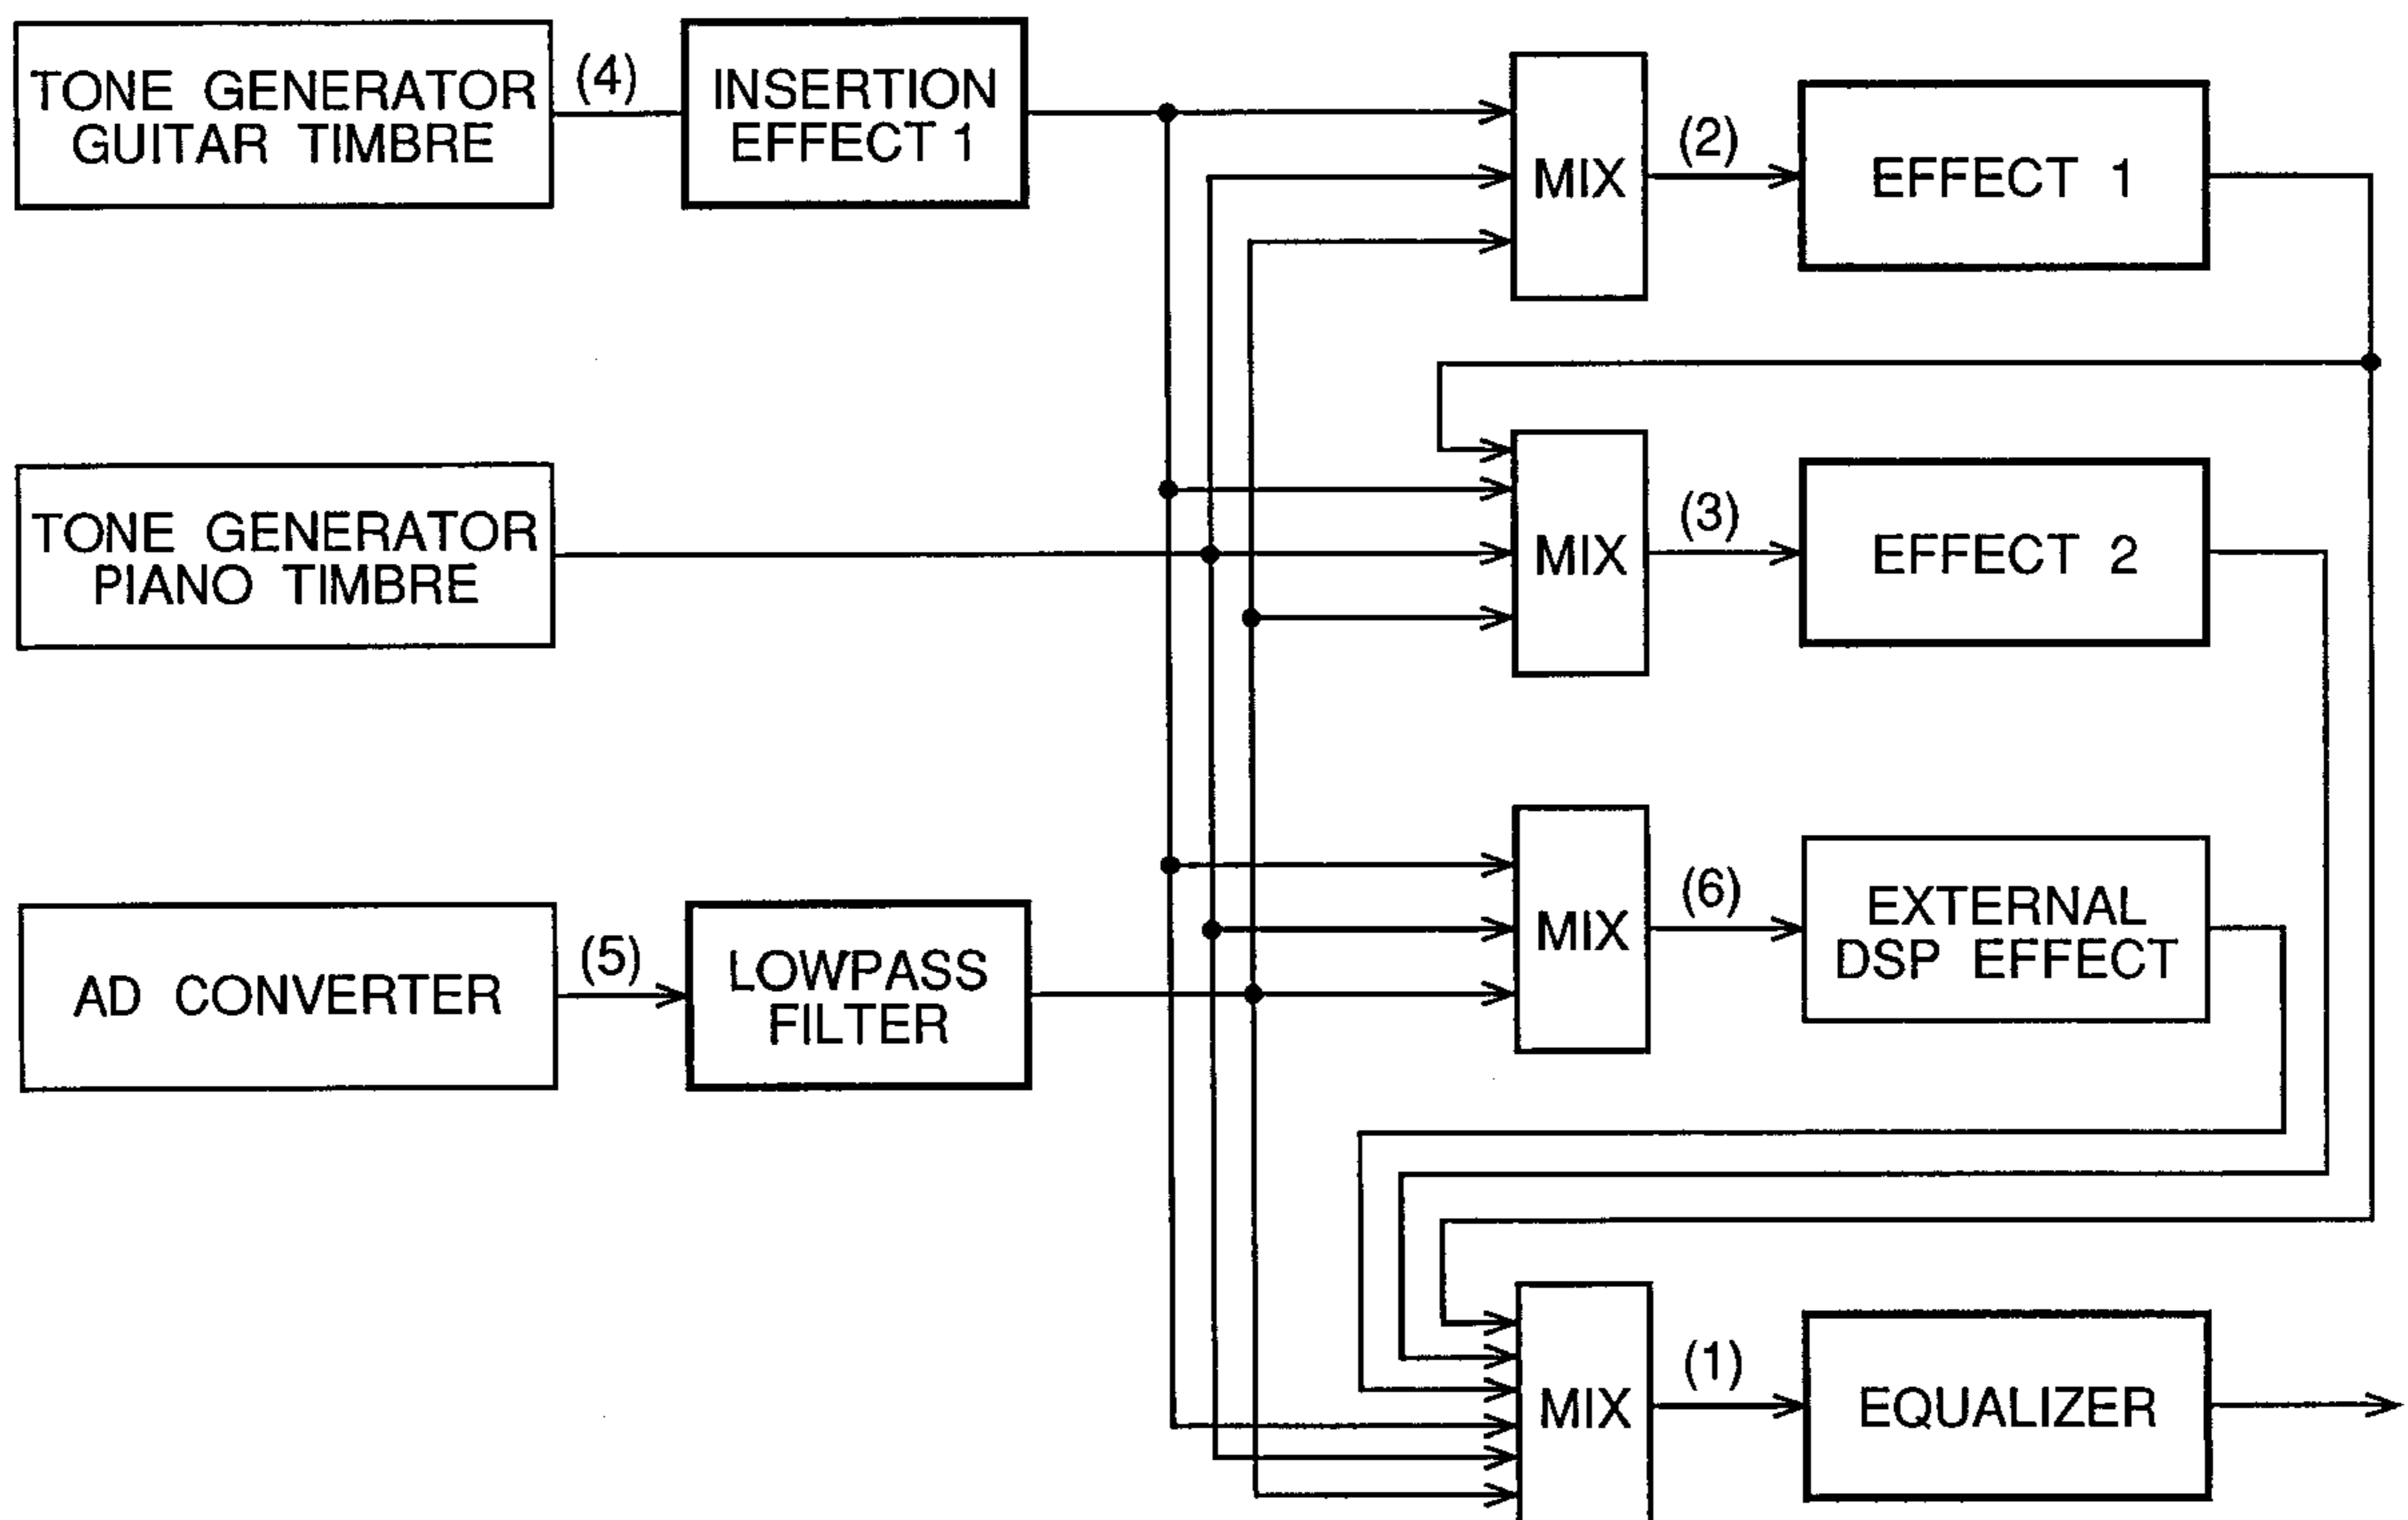 TONE GENERATOR
GUITAR TIMBRE
(4)
INSERTION
EFFECT 1
MIX
(2)
EFFECT 1
TONE GENERATOR
PIANO TIMBRE
MIX
(3)
EFFECT 2
AD CONVERTER
(5)
LOWPASS
FILTER
MIX
(6)
EXTERNAL
DSP EFFECT
MIX
(1)
EQUALIZER